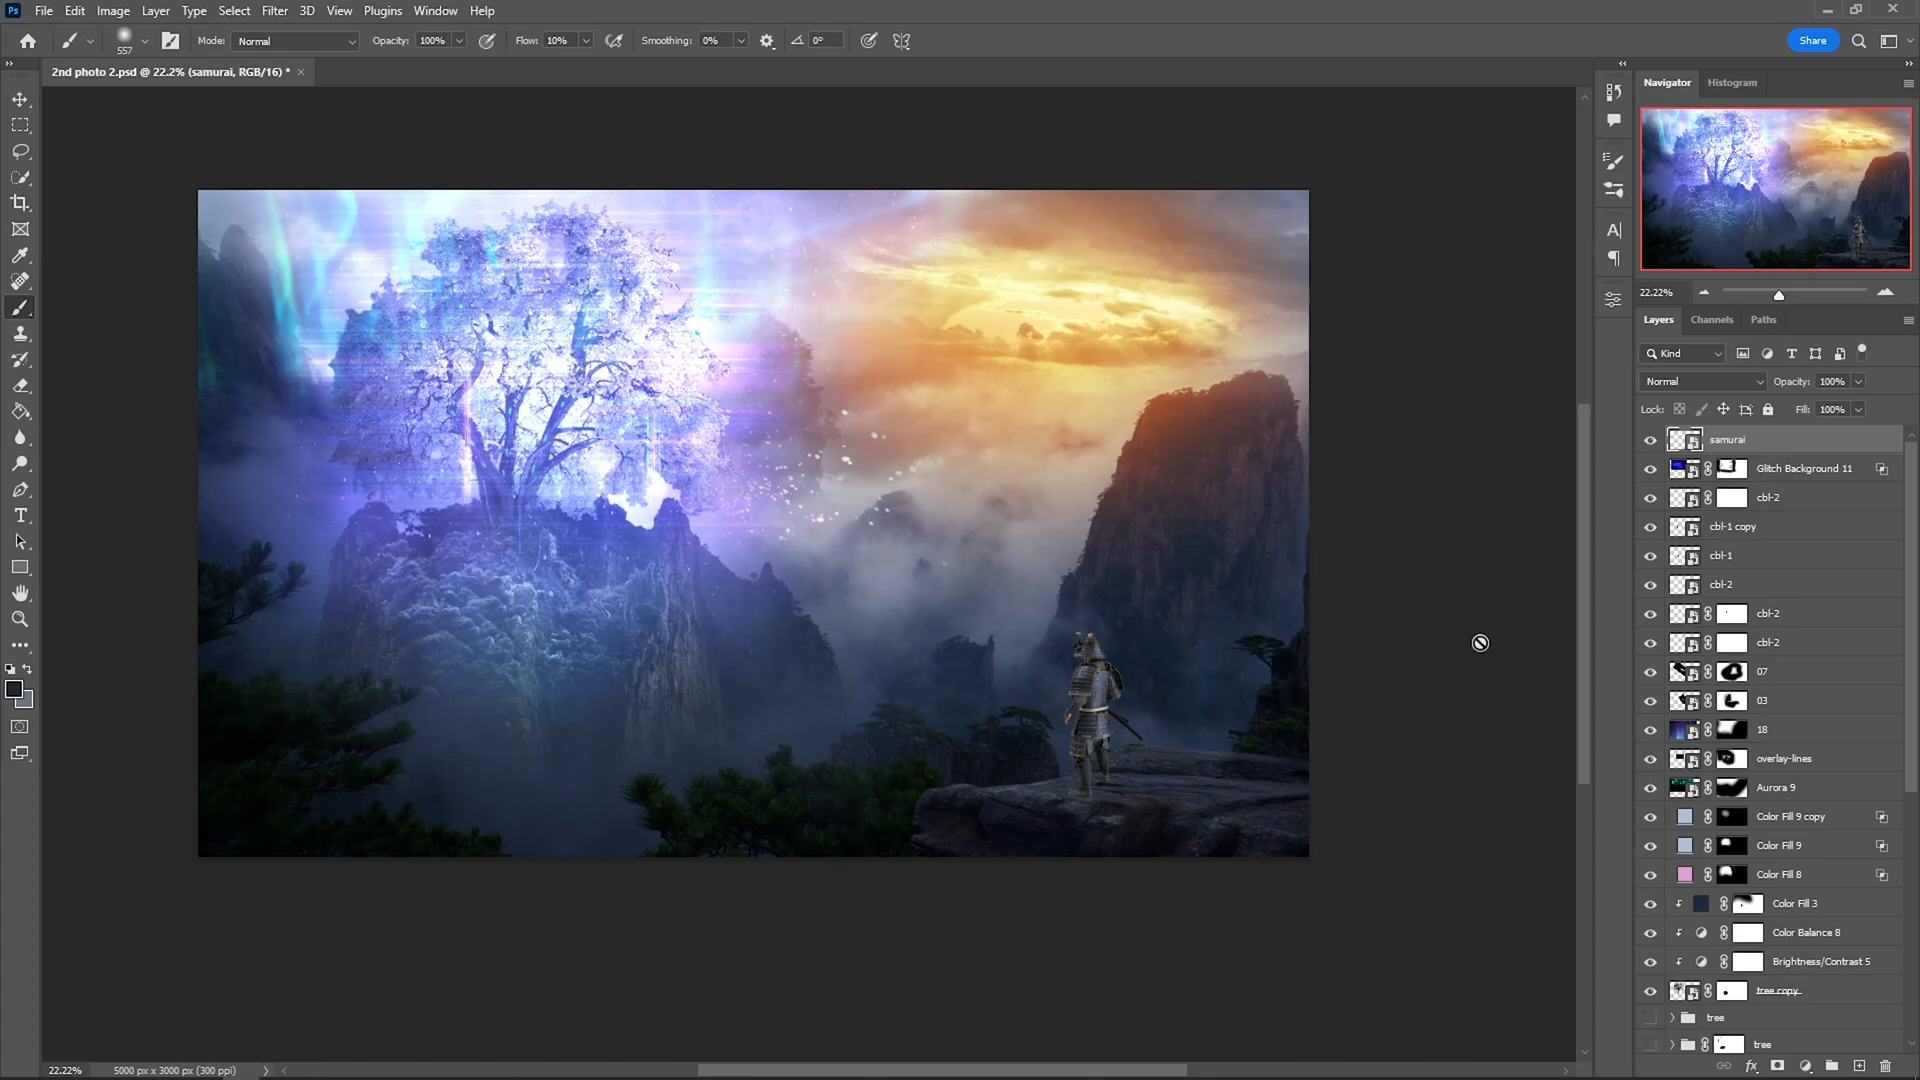 Ps File Edit Image Layer Type Select Filter 3D View Plugins Window Help
557 Mode: Normal Opacity: 100% Flow: 10% Smoothing: 0% 0° Share
2nd photo 2.psd @ 22.2% (samurai, RGB/16) *
Navigator Histogram
22.22%
Layers Channels Paths
Kind
Normal Opacity: 100%
Lock: Fill: 100%
samurai
Glitch Background 11
cbl-2
cbl-1 copy
cbl-1
cbl-2
cbl-2
cbl-2
07
03
18
overlay-lines
Aurora 9
Color Fill 9 copy
Color Fill 9
Color Fill 8
Color Fill 3
Color Balance 8
Brightness/Contrast 5
tree copy
tree
tree
22.22% 5000 px x 3000 px (300 ppi)